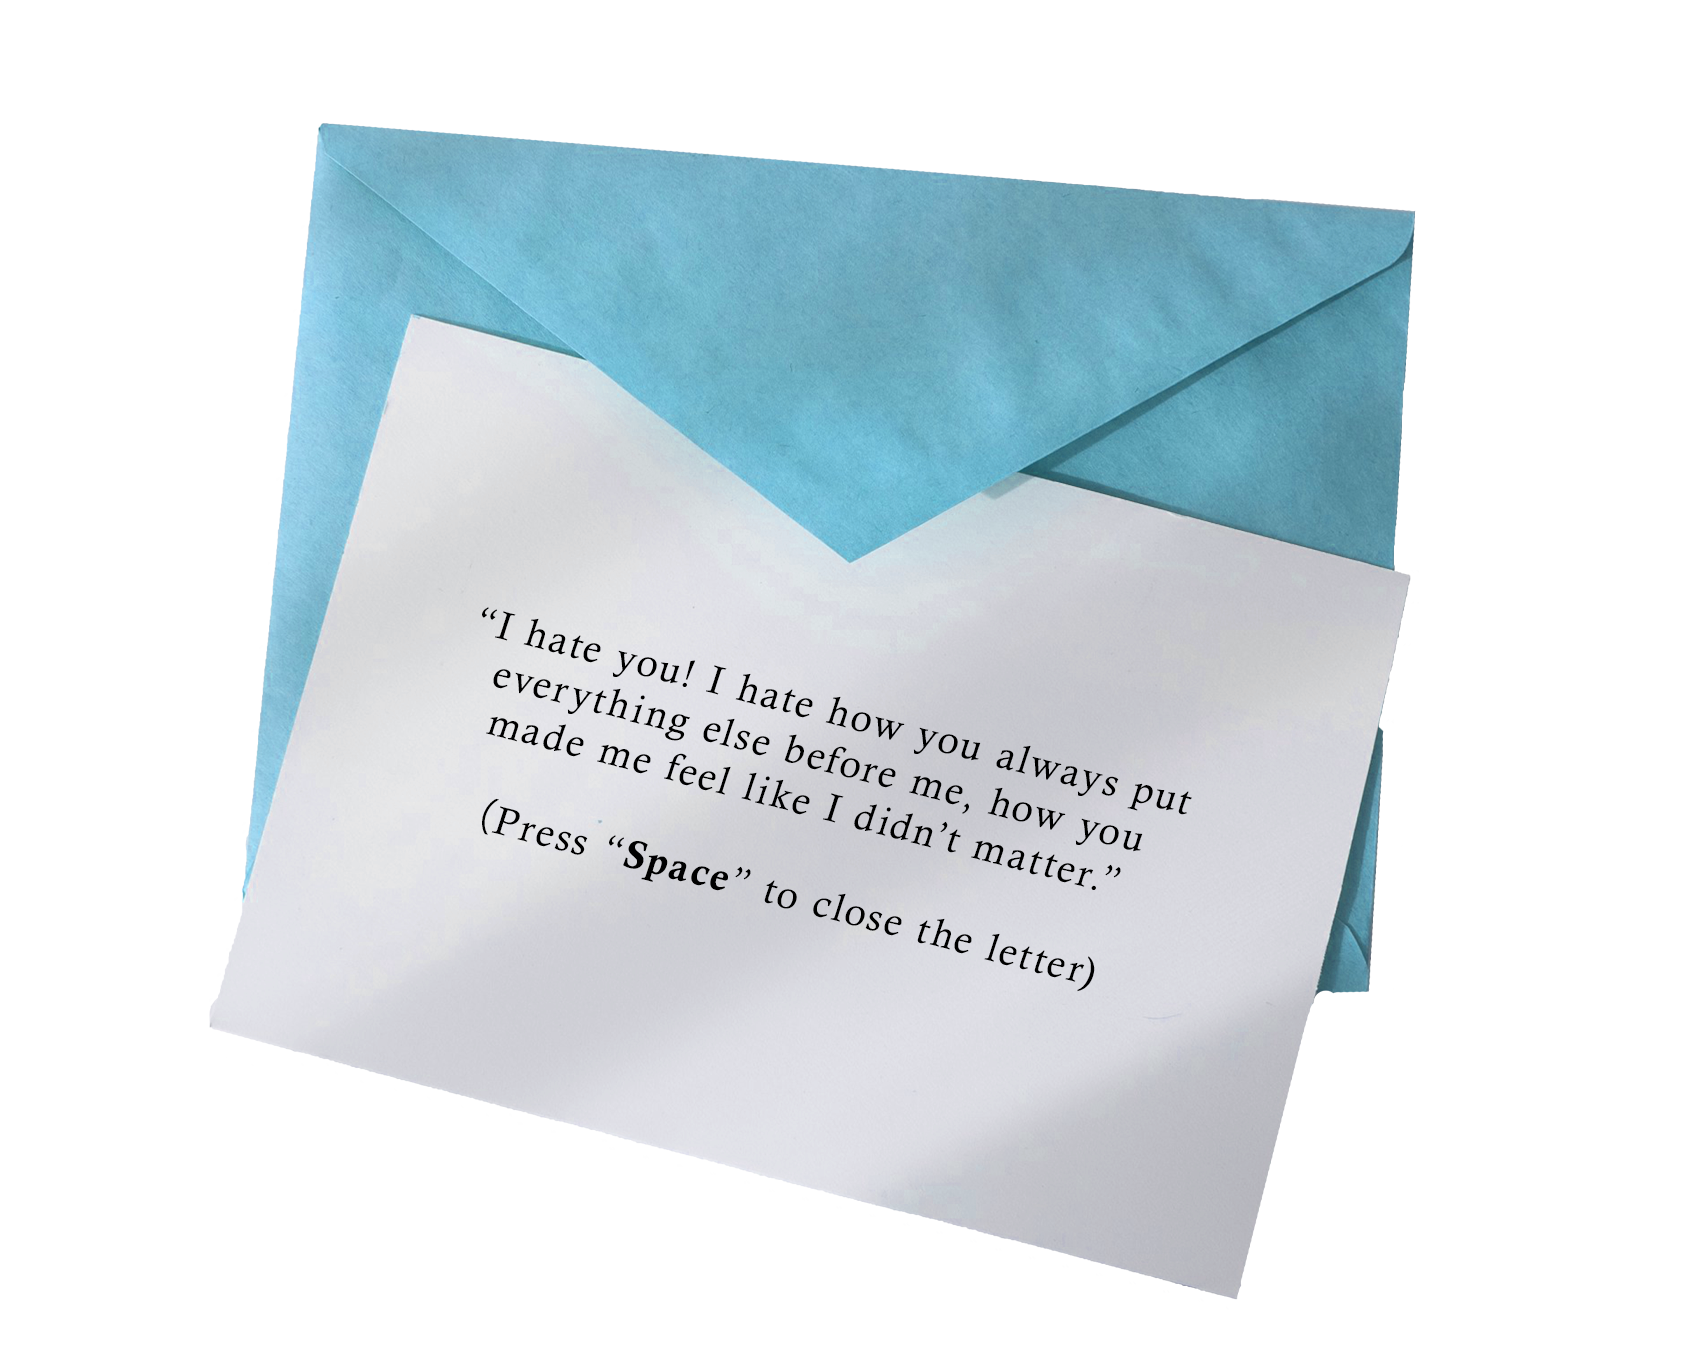 “I hate you! I hate how you always put
everything else before me, how you
made me feel like I didn’t matter.”
(Press “Space” to close the letter)